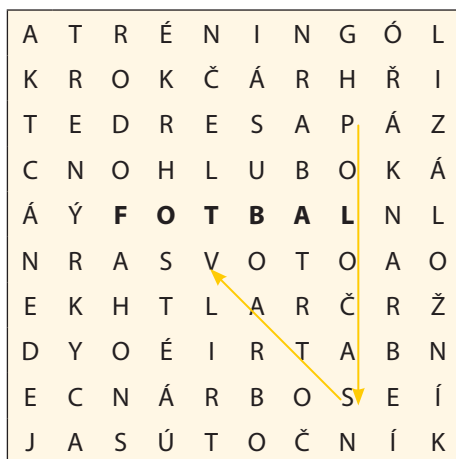 A T R É N I N G Ó L
K R O K Č Á R H Ř I
T E D R E S A P Á Z
C N O H L U B O K Á
Á Ý F O T B A L N L
N R A S V O T O A O
E K H T L A R Č R Ž
D Y O É I R T A B N
E C N Á R B O S E Í
J A S Ú T O Č N Í K